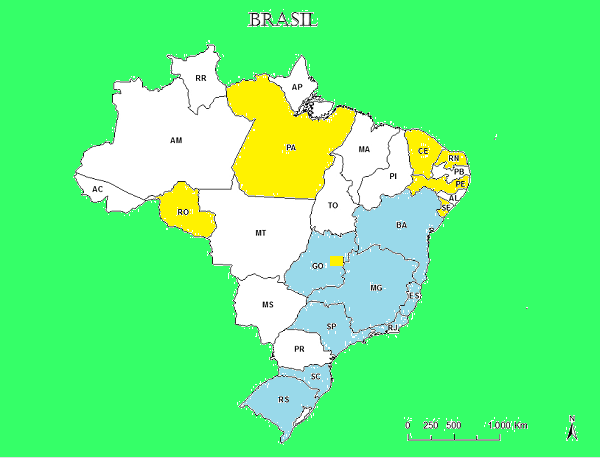 BRASIL
RR
AP
AM
PA
MA
CE
RN
PB
PI
PE
AL
SE
AC
RO
TO
BA
MT
GO
MG
ES
MS
SP
RJ
PR
SC
RS
0 250 500 1 000 Km
N